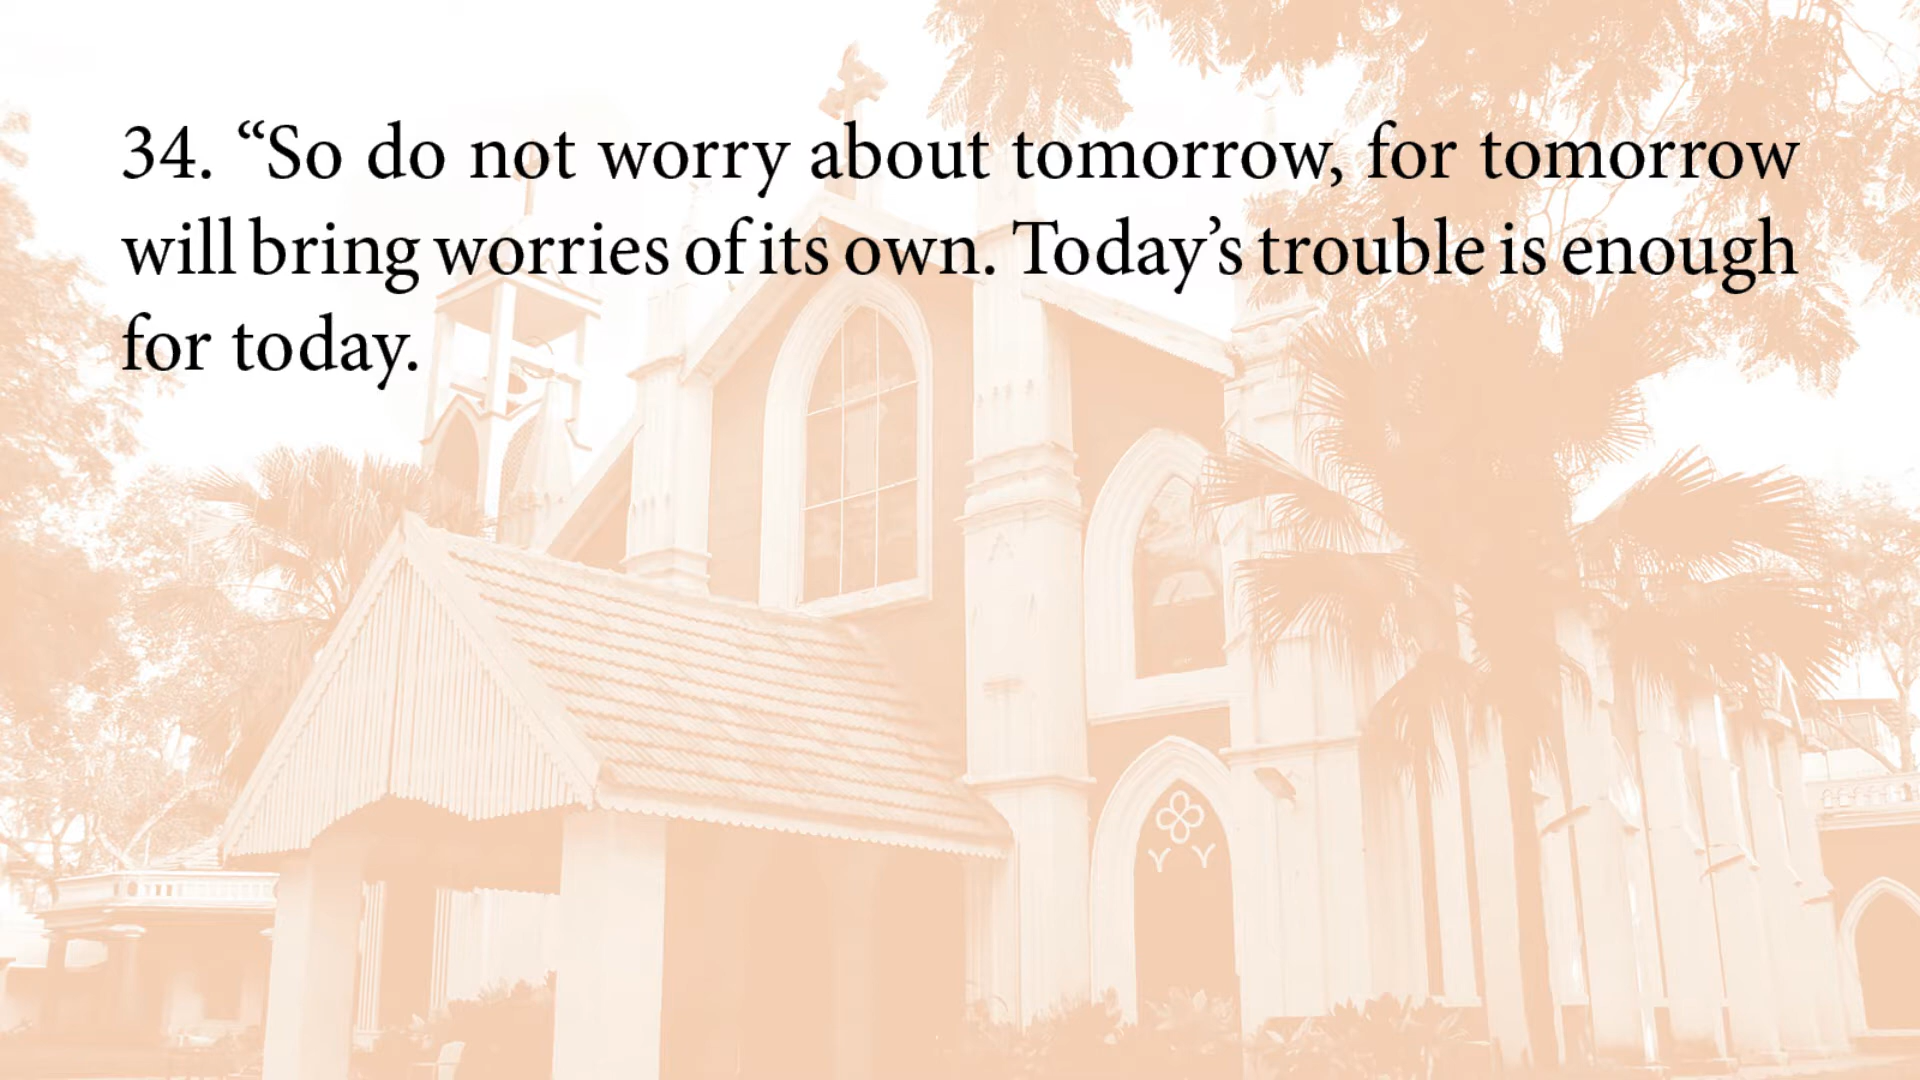 34. “So do not worry about tomorrow, for tomorrow
will bring worries of its own. Today’s trouble is enough
for today.